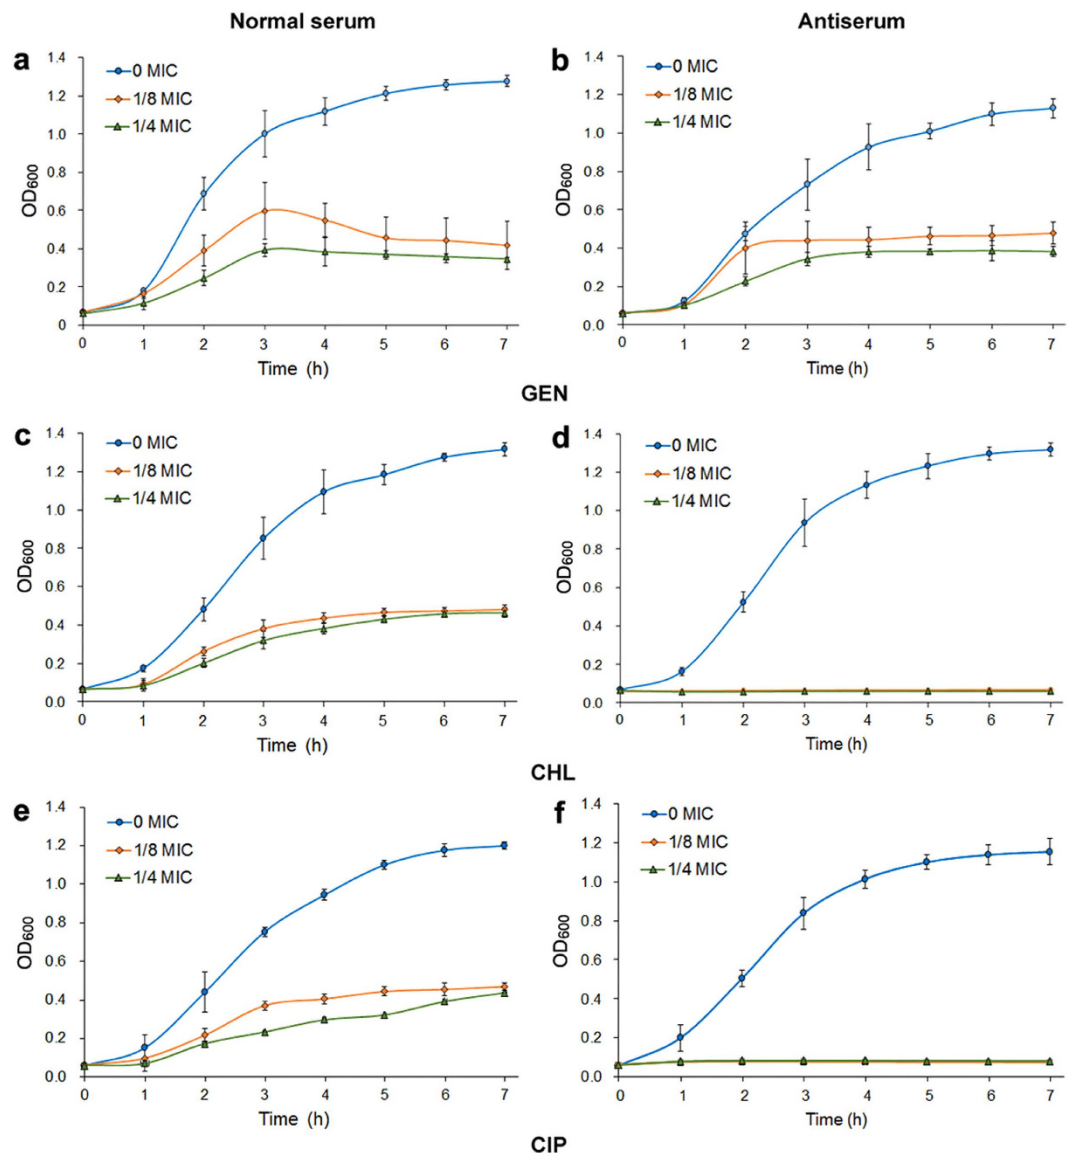 Normal serum
Antiserum
a
1.4
1.2
1.0
0.8
0.6
0.4
0.2
0
OD600
0 MIC
1/8 MIC
1/4 MIC
0 1 2 3 4 5 6 7
Time (h)
b
1.4
1.2
1.0
0.8
0.6
0.4
0.2
0.0
OD600
0 MIC
1/8 MIC
1/4 MIC
0 1 2 3 4 5 6 7
Time (h)
GEN
c
1.4
1.2
1.0
0.8
0.6
0.4
0.2
0.0
OD600
0 MIC
1/8 MIC
1/4 MIC
0 1 2 3 4 5 6 7
Time (h)
d
1.4
1.2
1.0
0.8
0.6
0.4
0.2
0.0
OD600
0 MIC
1/8 MIC
1/4 MIC
0 1 2 3 4 5 6 7
Time (h)
CHL
e
1.4
1.2
1.0
0.8
0.6
0.4
0.2
0.0
OD600
0 MIC
1/8 MIC
1/4 MIC
0 1 2 3 4 5 6 7
Time (h)
f
1.4
1.2
1.0
0.8
0.6
0.4
0.2
0.0
OD600
0 MIC
1/8 MIC
1/4 MIC
0 1 2 3 4 5 6 7
Time (h)
CIP